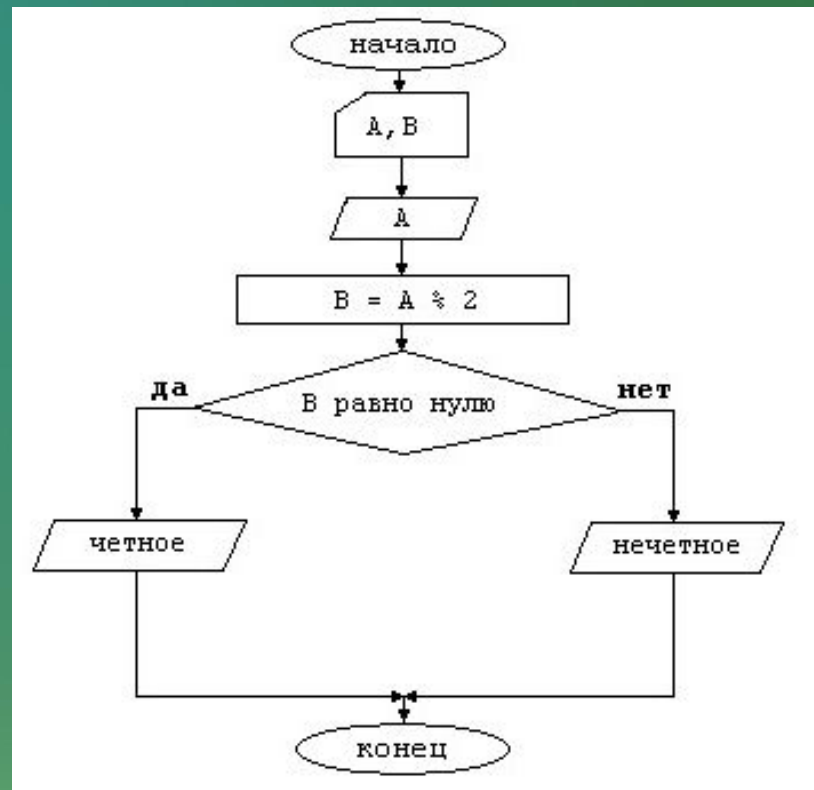 начало
А,В
А
В = А % 2
да
нет
В равно нулю
четное
нечетное
конец